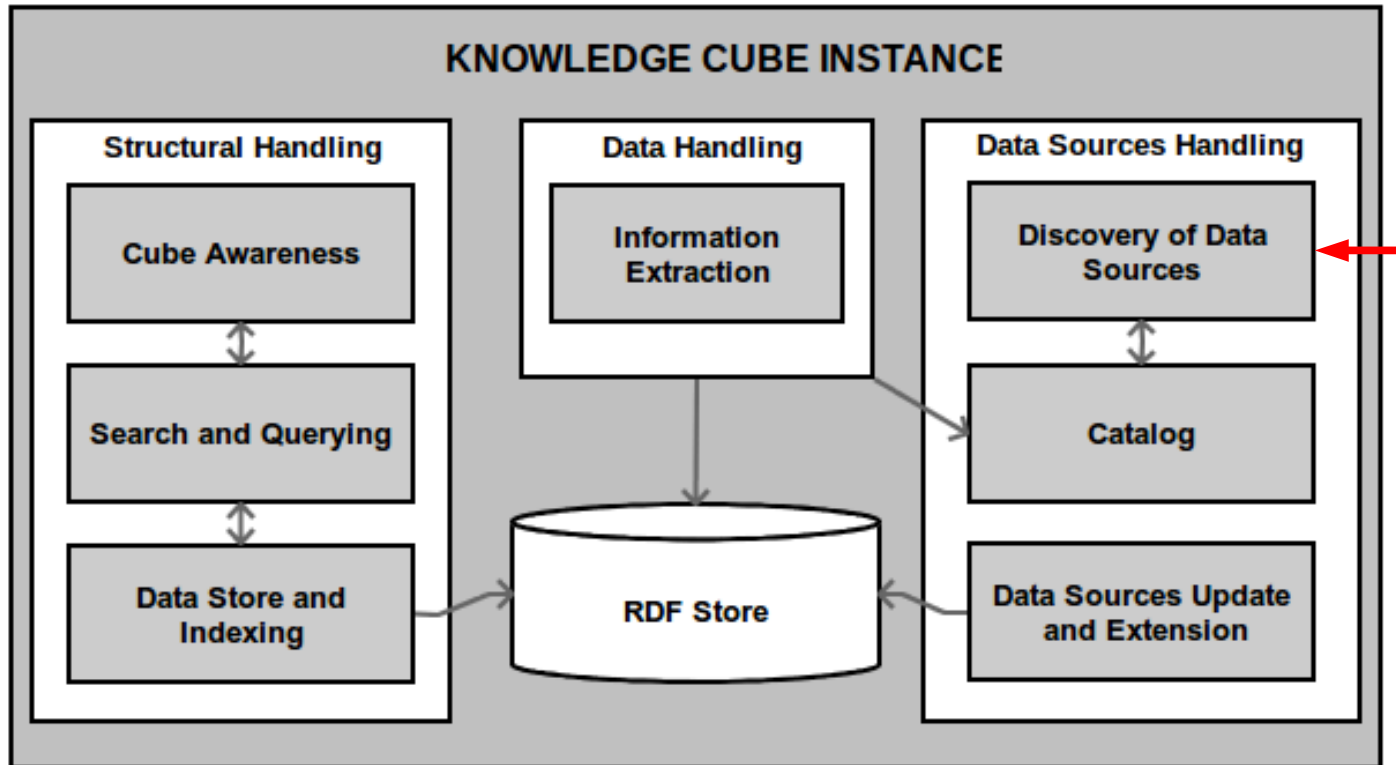 KNOWLEDGE CUBE INSTANCE
Structural Handling
Cube Awareness
Search and Querying
Data Store and
Indexing
Data Handling
Information
Extraction
RDF Store
Data Sources Handling
Discovery of Data
Sources
Catalog
Data Sources Update
and Extension